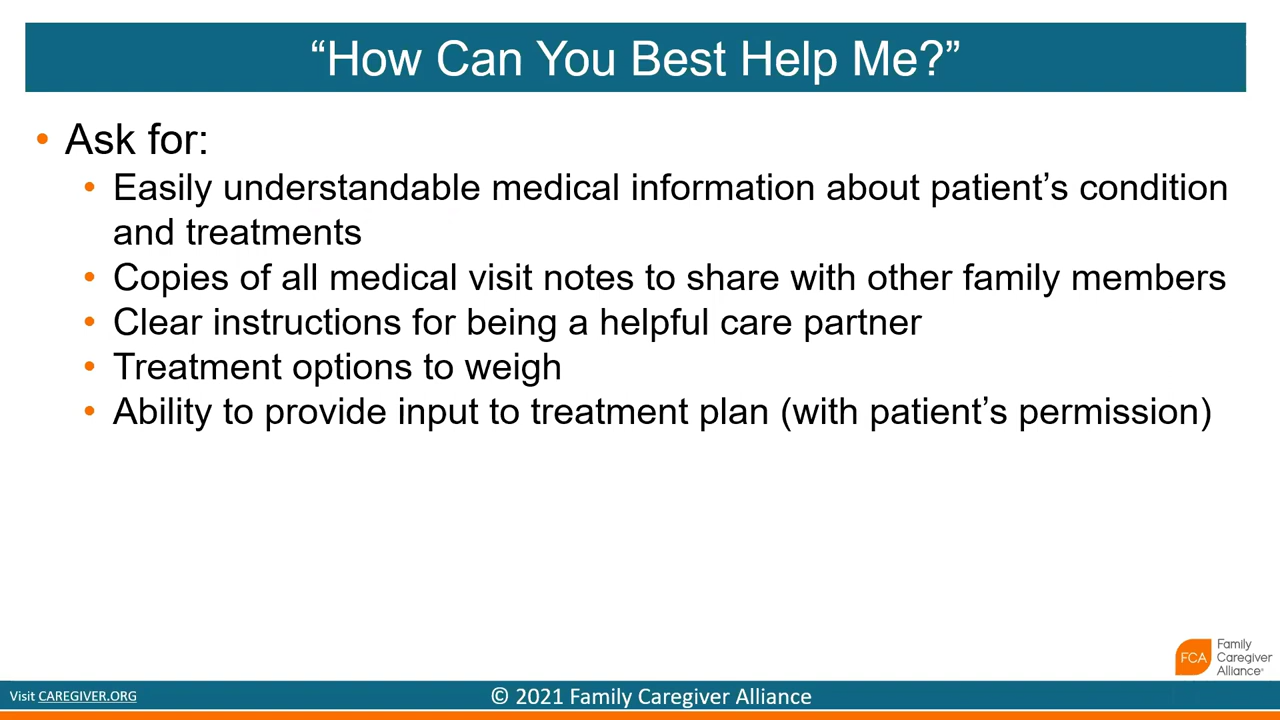 “How Can You Best Help Me?”
• Ask for:
• Easily understandable medical information about patient’s condition
and treatments
• Copies of all medical visit notes to share with other family members
• Clear instructions for being a helpful care partner
• Treatment options to weigh
• Ability to provide input to treatment plan (with patient’s permission)
FCA
Family
Caregiver
Alliance®
Visit CAREGIVER.ORG
© 2021 Family Caregiver Alliance